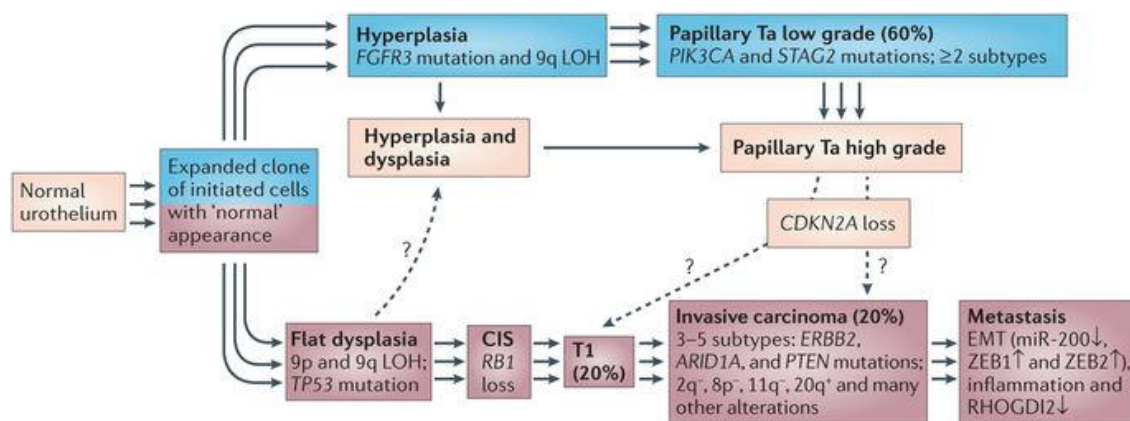 Hyperplasia
FGFR3 mutation and 9q LOH
Papillary Ta low grade (60%)
PIK3CA and STAG2 mutations; ≥2 subtypes
Hyperplasia and
dysplasia
Papillary Ta high grade
Normal
urothelium
Expanded clone
of initiated cells
with ‘normal’
appearance
CDKN2A loss
?
?
?
Flat dysplasia
9p and 9q LOH;
TP53 mutation
CIS
RB1
loss
T1
(20%)
Invasive carcinoma (20%)
3–5 subtypes: ERBB2,
ARID1A, and PTEN mutations;
2q⁻, 8p⁻, 11q⁻, 20q⁺ and many
other alterations
Metastasis
EMT (miR-200↓,
ZEB1↑ and ZEB2↑),
inflammation and
RHOGDI2↓